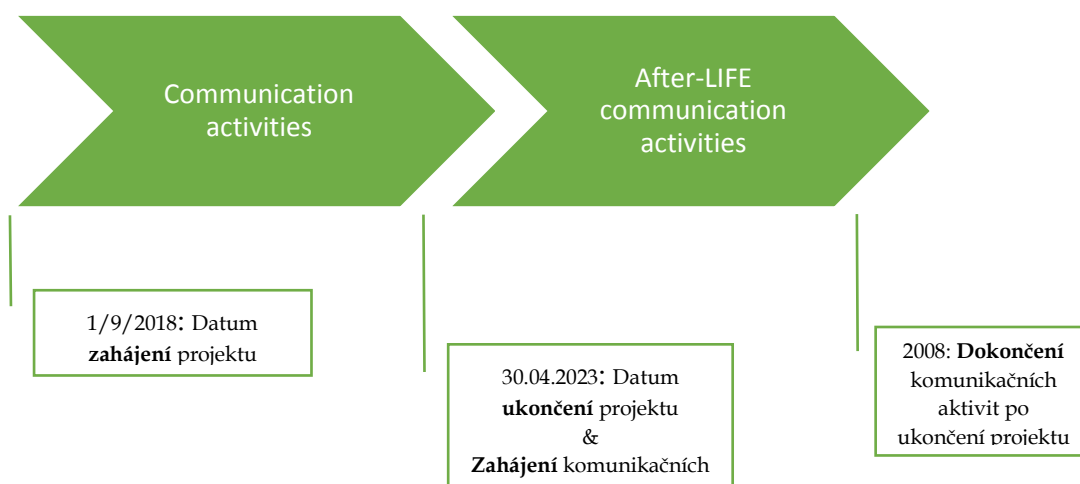 Communication
activities
After-LIFE
communication
activities
1/9/2018: Datum
zahájení projektu
30.04.2023: Datum
ukončení projektu
&
Zahájení komunikačních
2008: Dokončení
komunikačních
aktivit po
ukončení projektu